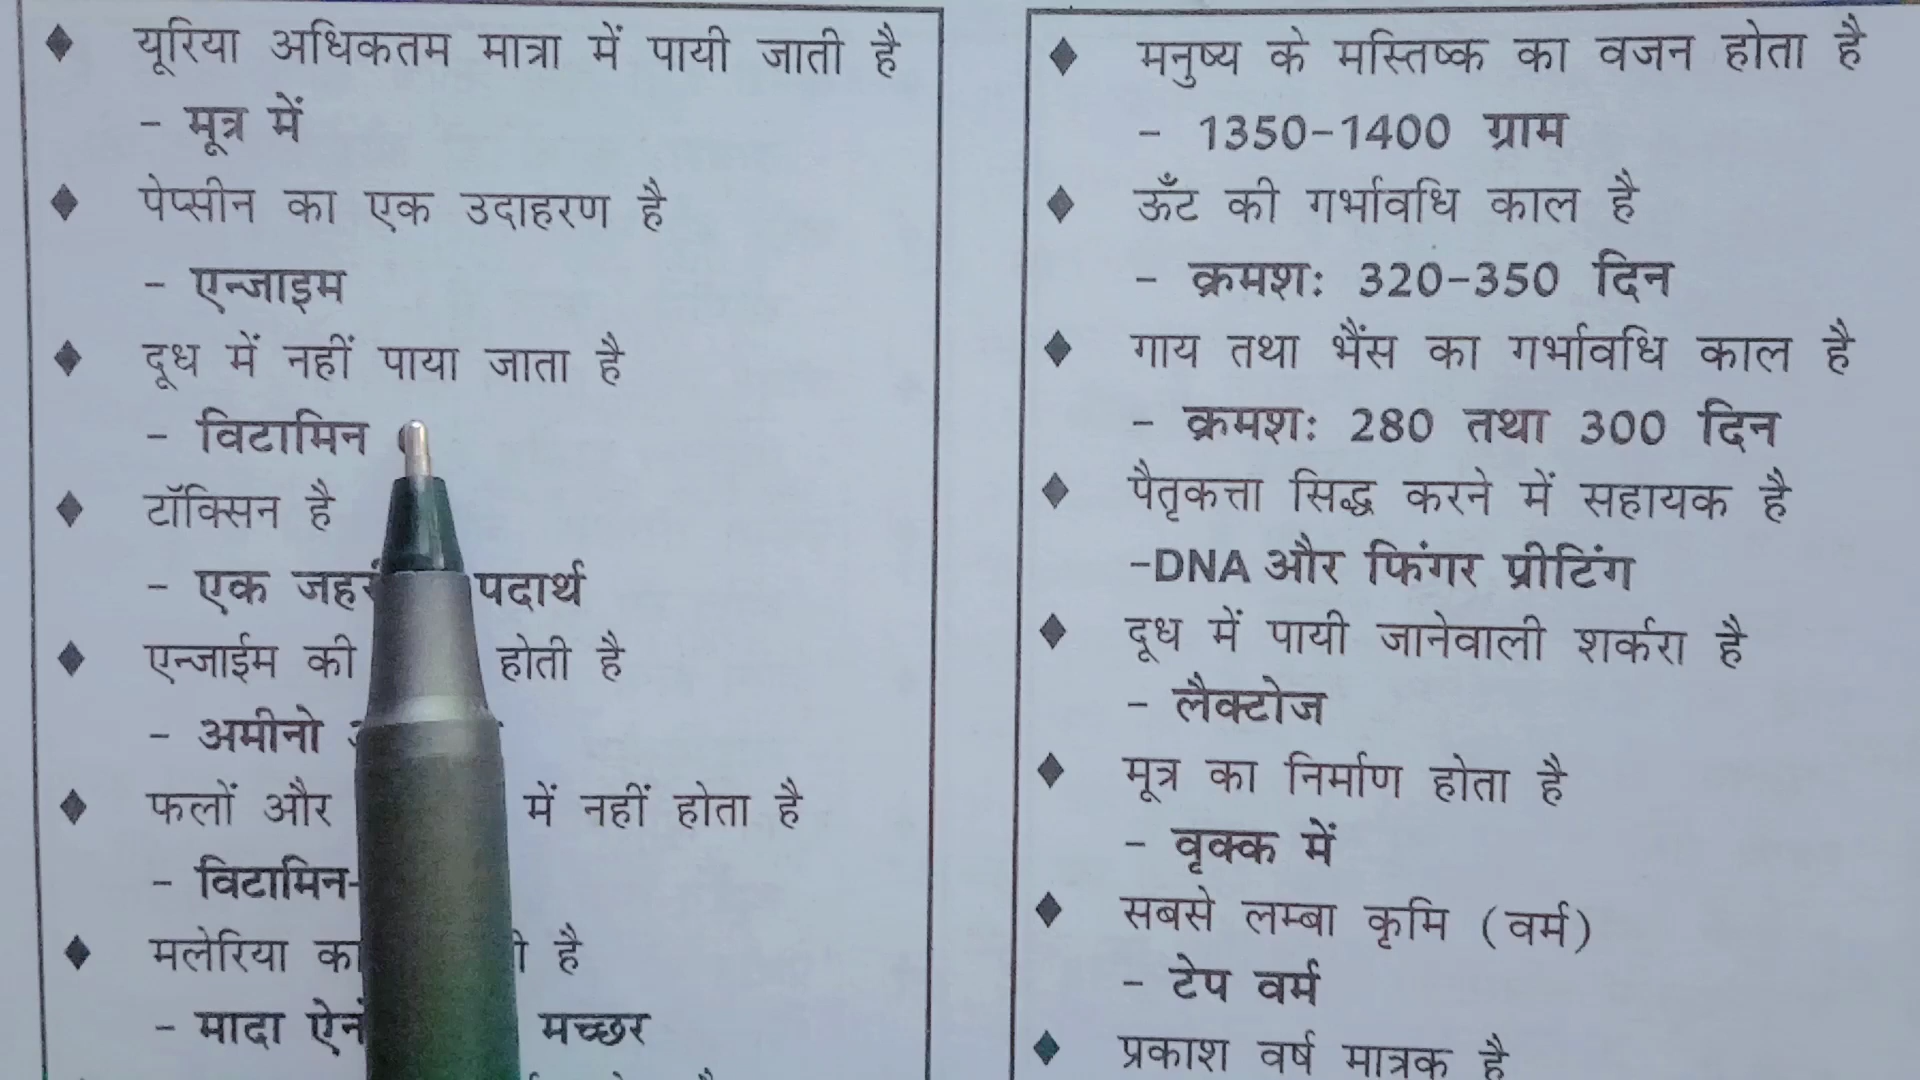 यूरिया अधिकतम मात्रा में पायी जाती है
- मूत्र में
पेप्सीन का एक उदाहरण है
- एन्जाइम
दूध में नहीं पाया जाता है
- विटामिन
टॉक्सिन है
- एक पदार्थ
एन्जाईम की होती है
- अमीनो
फलों और में नहीं होता है
- विटामिन-
मलेरिया है
- मादा मच्छर
मनुष्य के मस्तिष्क का वजन होता है
- 1350-1400 ग्राम
ऊँट की गर्भावधि काल है
- क्रमशः 320-350 दिन
गाय तथा भैंस का गर्भावधि काल है
- क्रमशः 280 तथा 300 दिन
पैतृकत्ता सिद्ध करने में सहायक है
-DNA और फिंगर प्रीटिंग
दूध में पायी जानेवाली शर्करा है
- लैक्टोज
मूत्र का निर्माण होता है
- वृक्क में
सबसे लम्बा कृमि (वर्म)
- टेप वर्म
प्रकाश वर्ष मात्रक है